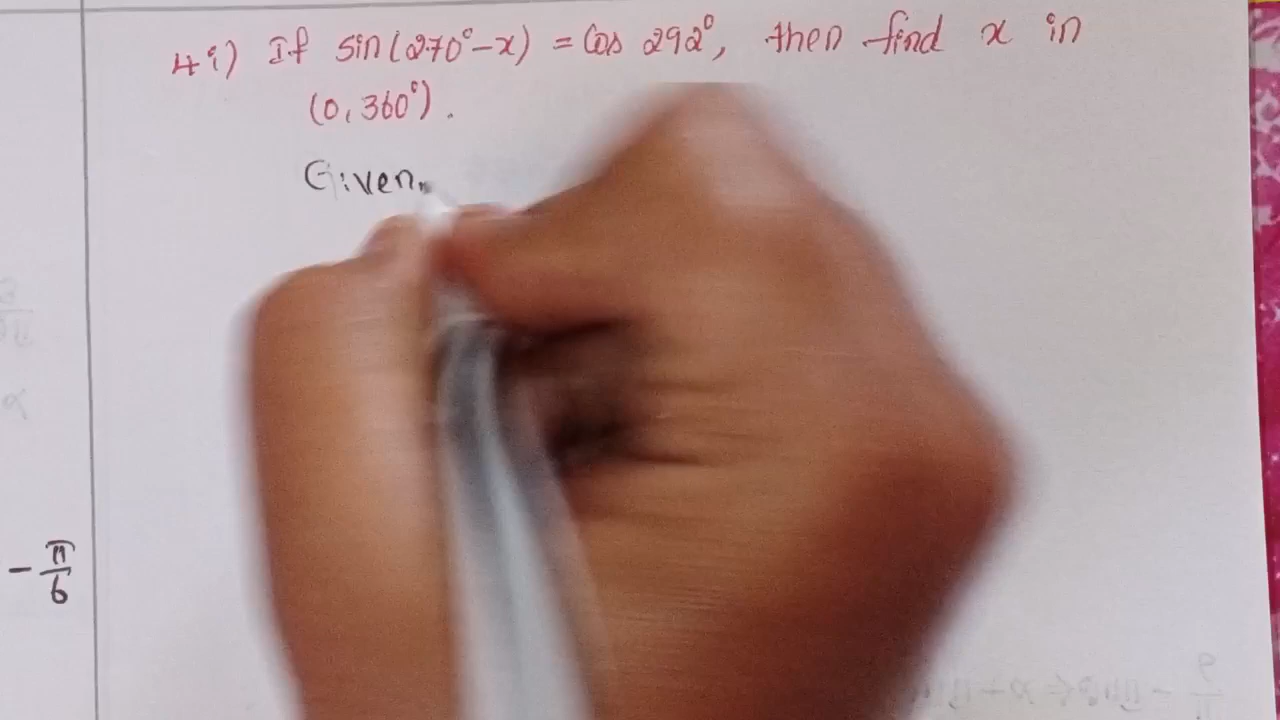 4 i) If sin(270°-x) = Cos 292°, then find x in
(0, 360°).
Given,
- π/6